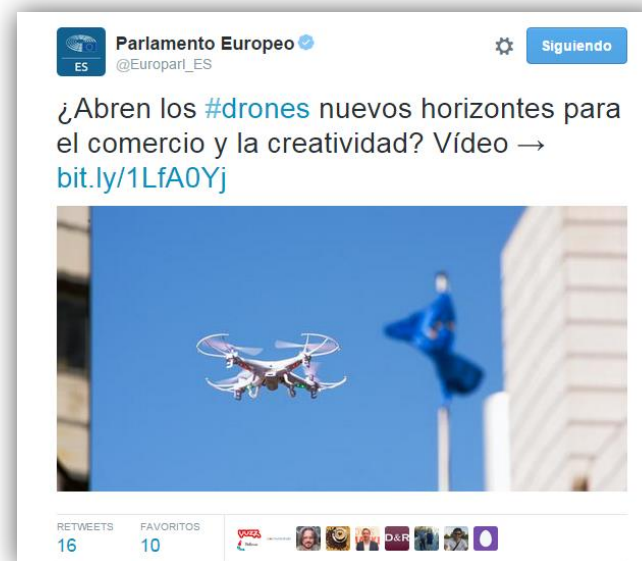 Parlamento Europeo
@Europarl_ES
ES
Siguiendo
¿Abren los #drones nuevos horizontes para
el comercio y la creatividad? Vídeo →
bit.ly/1LfA0Yj
RETWEETS FAVORITOS
16 10
D&R